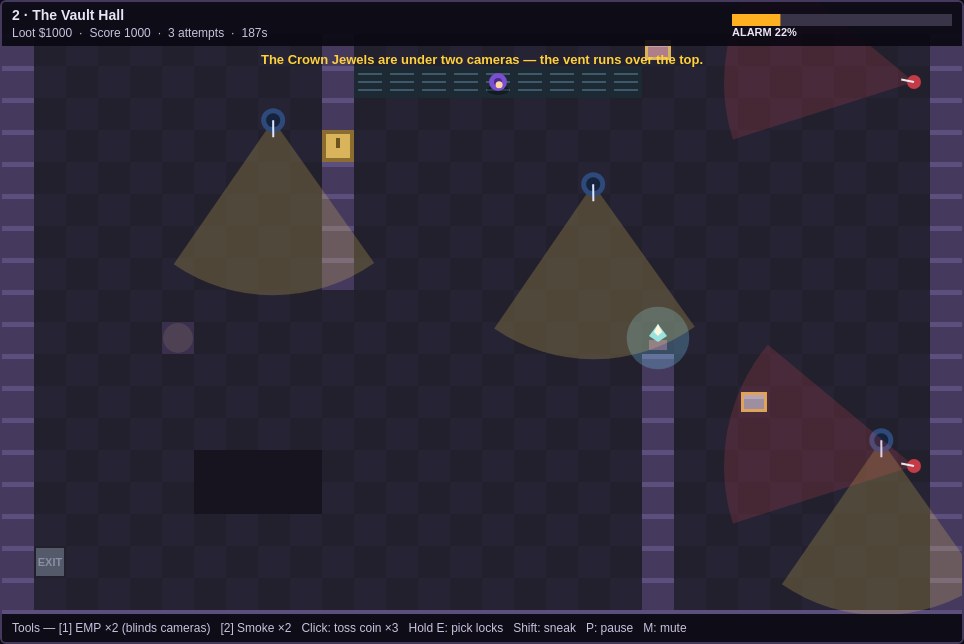 2 · The Vault Hall
Loot $1000 · Score 1000 · 3 attempts · 187s
ALARM 22%
The Crown Jewels are under two cameras — the vent runs over the top.
EXIT
Tools — [1] EMP ×2 (blinds cameras) [2] Smoke ×2 Click: toss coin ×3 Hold E: pick locks Shift: sneak P: pause M: mute